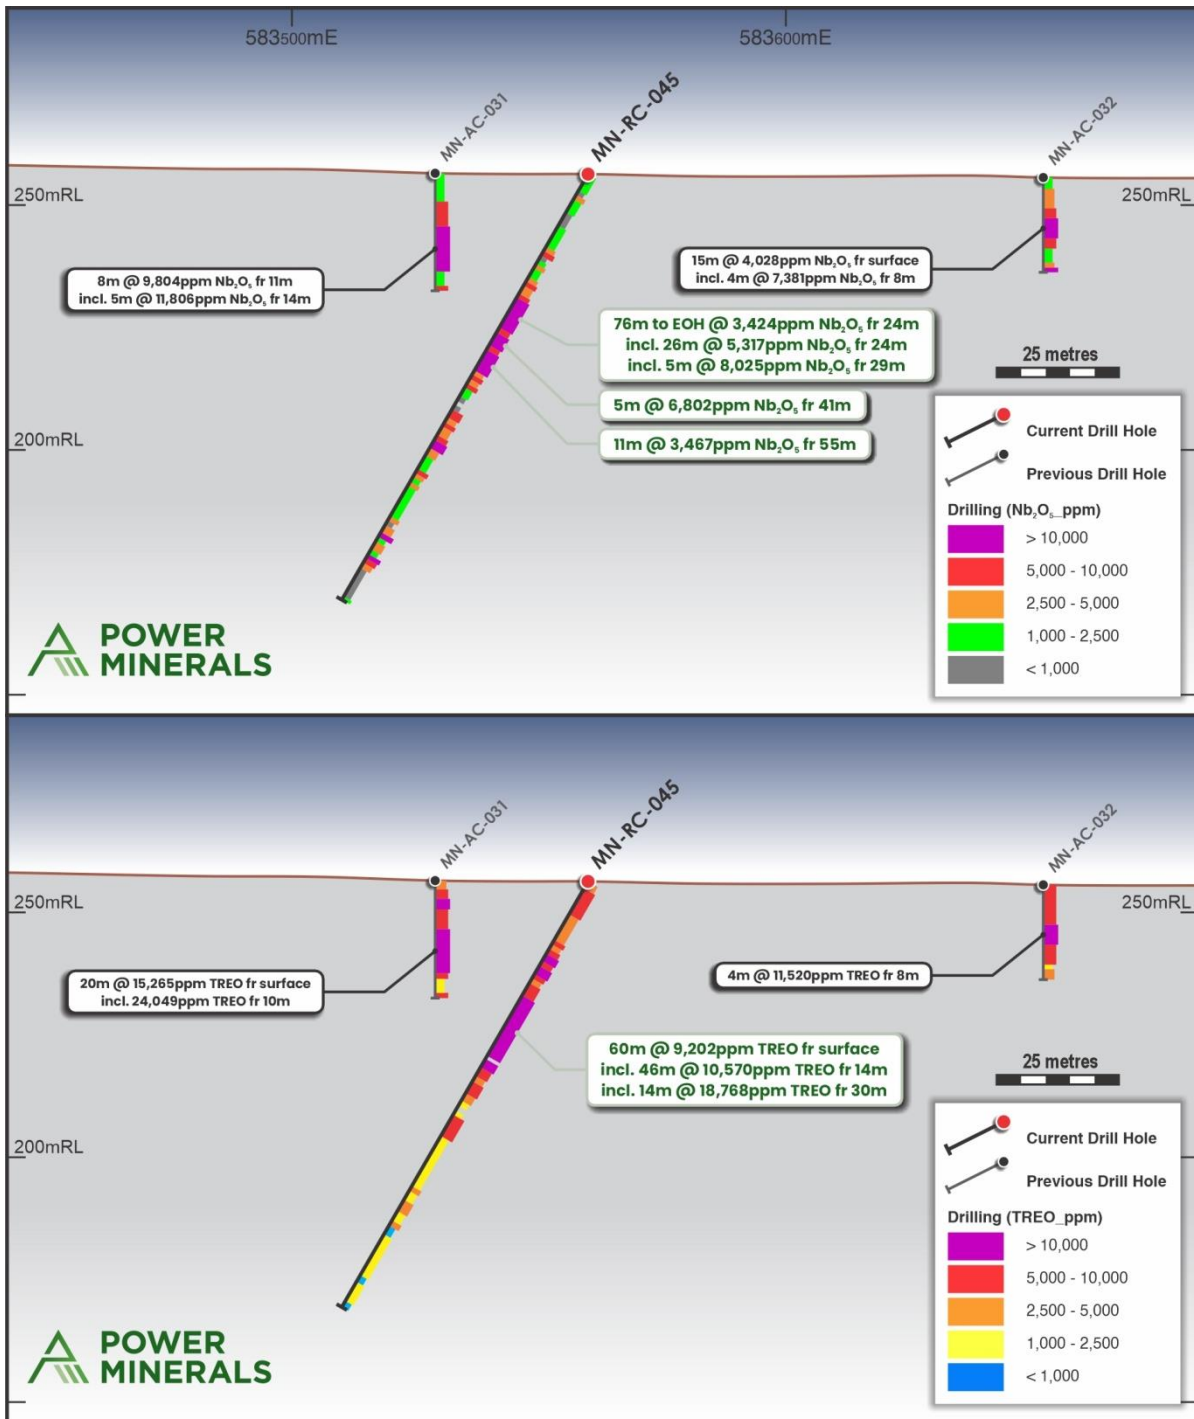 583500mE
583600mE
MN-AC-031
MN-RC-045
MN-AC-032
250mRL
250mRL
8m @ 9,804ppm Nb₂O₅ fr 11m
incl. 5m @ 11,806ppm Nb₂O₅ fr 14m
15m @ 4,028ppm Nb₂O₅ fr surface
incl. 4m @ 7,381ppm Nb₂O₅ fr 8m
76m to EOH @ 3,424ppm Nb₂O₅ fr 24m
incl. 26m @ 5,317ppm Nb₂O₅ fr 24m
incl. 5m @ 8,025ppm Nb₂O₅ fr 29m
5m @ 6,802ppm Nb₂O₅ fr 41m
11m @ 3,467ppm Nb₂O₅ fr 55m
25 metres
200mRL
Current Drill Hole
Previous Drill Hole
Drilling (Nb₂O₅_ppm)
> 10,000
5,000 - 10,000
2,500 - 5,000
1,000 - 2,500
< 1,000
POWER
MINERALS
MN-AC-031
MN-RC-045
MN-AC-032
250mRL
250mRL
20m @ 15,265ppm TREO fr surface
incl. 24,049ppm TREO fr 10m
4m @ 11,520ppm TREO fr 8m
60m @ 9,202ppm TREO fr surface
incl. 46m @ 10,570ppm TREO fr 14m
incl. 14m @ 18,768ppm TREO fr 30m
25 metres
200mRL
Current Drill Hole
Previous Drill Hole
Drilling (TREO_ppm)
> 10,000
5,000 - 10,000
2,500 - 5,000
1,000 - 2,500
< 1,000
POWER
MINERALS